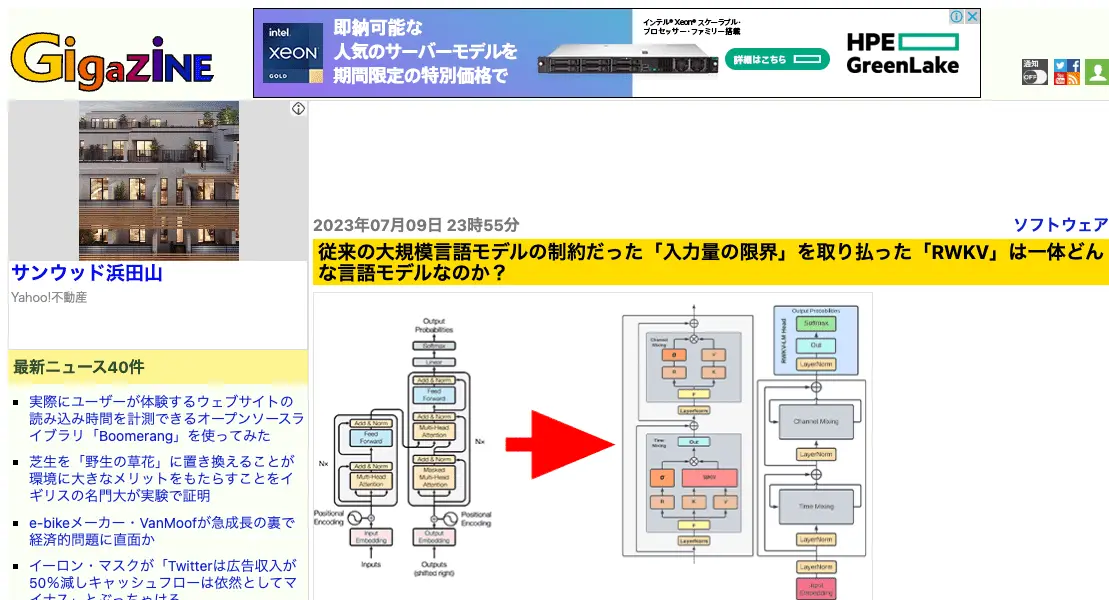 GigaZiNE
intel.
XEON
GOLD
即納可能な
人気のサーバーモデルを
期間限定の特別価格で
インテル® Xeon® スケーラブル・
プロセッサー・ファミリー搭載
詳細はこちら
HPE
GreenLake
通知
OFF
サンウッド浜田山
Yahoo!不動産
最新ニュース40件
実際にユーザーが体験するウェブサイトの
読み込み時間を計測できるオープンソースラ
イブラリ「Boomerang」を使ってみた
芝生を「野生の草花」に置き換えることが
環境に大きなメリットをもたらすことをイ
ギリスの名門大が実験で証明
e-bikeメーカー・VanMoofが急成長の裏で
経済的問題に直面か
イーロン・マスクが「Twitterは広告収入が
50%減しキャッシュフローは依然としてマ
イナス」とぶっちゃける
2023年07月09日 23時55分
ソフトウェア
従来の大規模言語モデルの制約だった「入力量の限界」を取り払った「RWKV」は一体どん
な言語モデルなのか？
Output
Probabilities
Softmax
Linear
Add & Norm
Feed
Forward
Add & Norm
Multi-Head
Attention
Add & Norm
Masked
Multi-Head
Attention
N×
Add & Norm
Feed
Forward
N×
Add & Norm
Multi-Head
Attention
Positional
Encoding
Positional
Encoding
Input
Embedding
Output
Embedding
Inputs
Outputs
(shifted right)
Channel
Mixing
σ
V'
R
K
μ
LayerNorm
Time
Mixing
Out
σ
WKV
R
K
V
μ
LayerNorm
Output Probabilities
Softmax
RWKV-LM Head
Out
LayerNorm
Channel Mixing
LayerNorm
Time Mixing
LayerNorm
LayerNorm
Input
Embedding